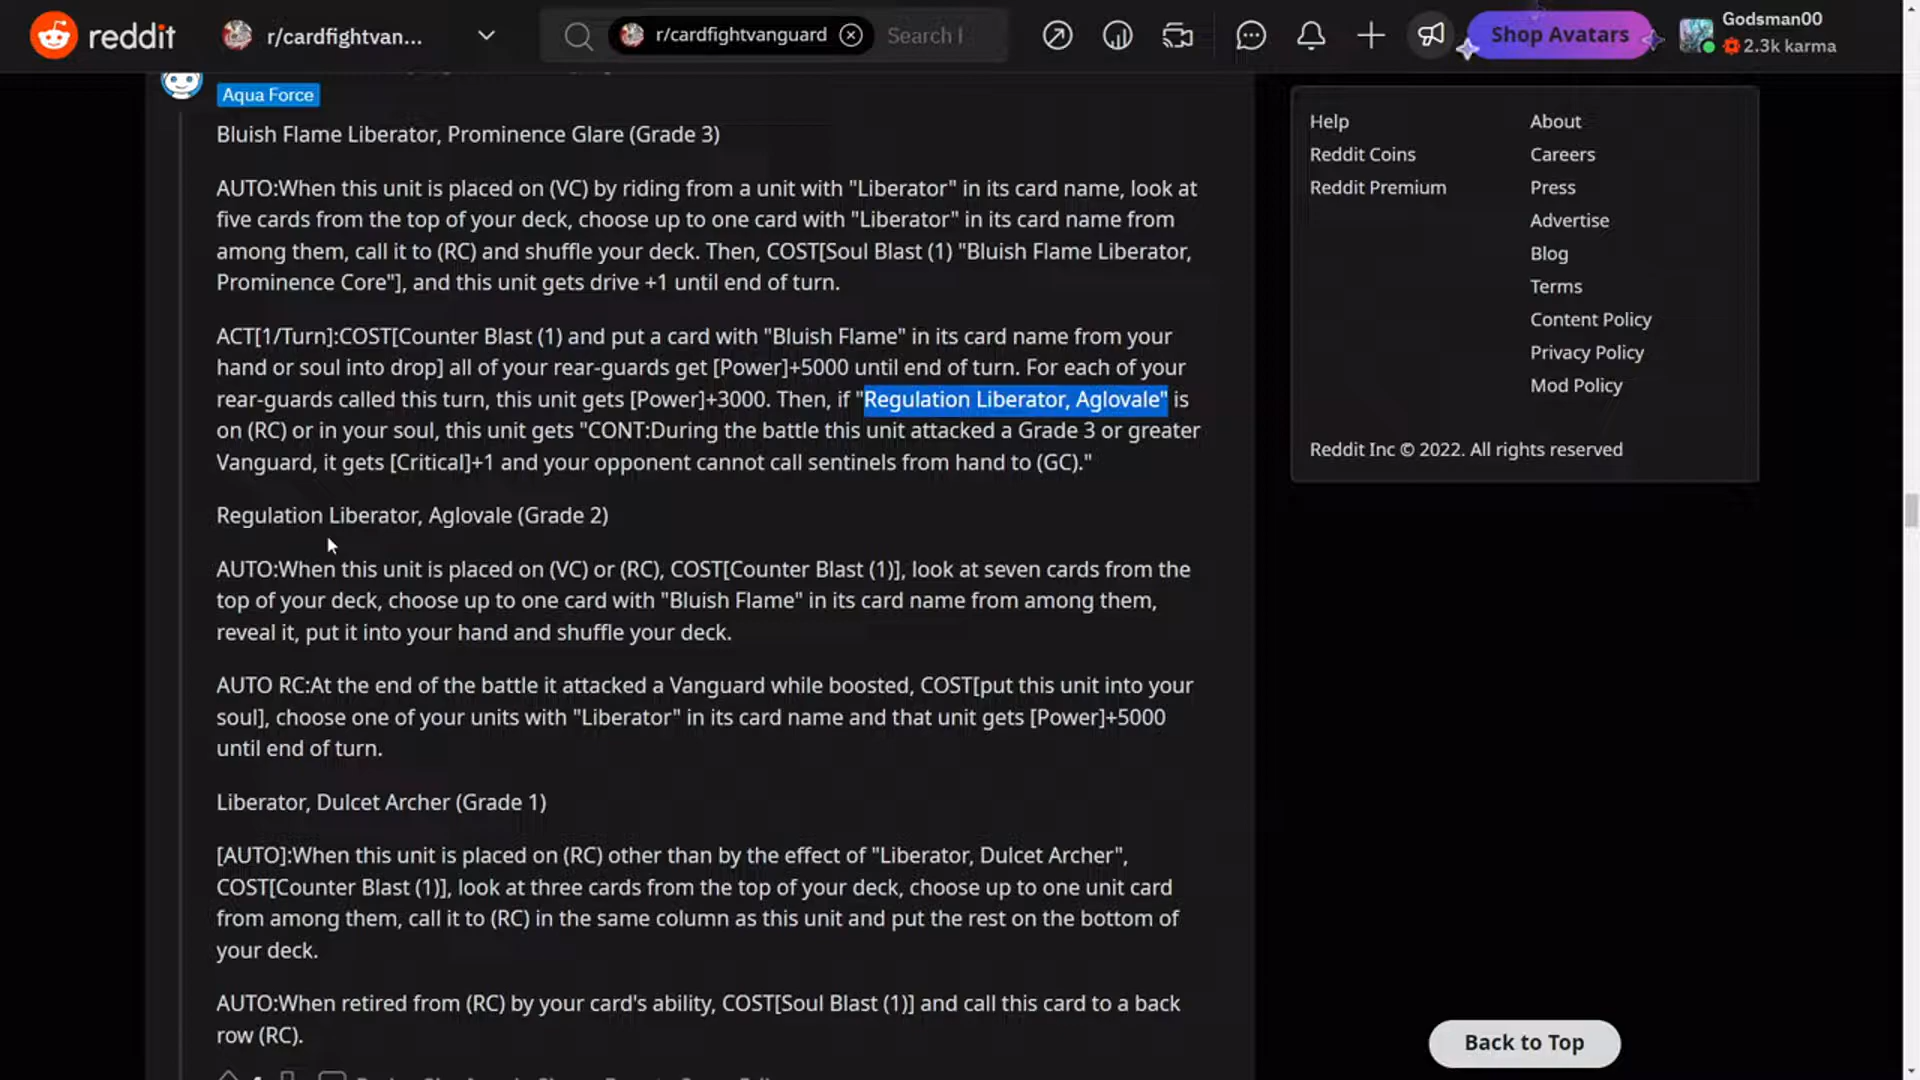 reddit
r/cardfightvan...
r/cardfightvanguard
Search
Shop Avatars
Godsman00
2.3k karma
Aqua Force
Bluish Flame Liberator, Prominence Glare (Grade 3)
AUTO:When this unit is placed on (VC) by riding from a unit with "Liberator" in its card name, look at
five cards from the top of your deck, choose up to one card with "Liberator" in its card name from
among them, call it to (RC) and shuffle your deck. Then, COST[Soul Blast (1) "Bluish Flame Liberator,
Prominence Core"], and this unit gets drive +1 until end of turn.
ACT[1/Turn]:COST[Counter Blast (1) and put a card with "Bluish Flame" in its card name from your
hand or soul into drop] all of your rear-guards get [Power]+5000 until end of turn. For each of your
rear-guards called this turn, this unit gets [Power]+3000. Then, if "Regulation Liberator, Aglovale" is
on (RC) or in your soul, this unit gets "CONT:During the battle this unit attacked a Grade 3 or greater
Vanguard, it gets [Critical]+1 and your opponent cannot call sentinels from hand to (GC)."
Regulation Liberator, Aglovale (Grade 2)
AUTO:When this unit is placed on (VC) or (RC), COST[Counter Blast (1)], look at seven cards from the
top of your deck, choose up to one card with "Bluish Flame" in its card name from among them,
reveal it, put it into your hand and shuffle your deck.
AUTO RC:At the end of the battle it attacked a Vanguard while boosted, COST[put this unit into your
soul], choose one of your units with "Liberator" in its card name and that unit gets [Power]+5000
until end of turn.
Liberator, Dulcet Archer (Grade 1)
[AUTO]:When this unit is placed on (RC) other than by the effect of "Liberator, Dulcet Archer",
COST[Counter Blast (1)], look at three cards from the top of your deck, choose up to one unit card
from among them, call it to (RC) in the same column as this unit and put the rest on the bottom of
your deck.
AUTO:When retired from (RC) by your card's ability, COST[Soul Blast (1)] and call this card to a back
row (RC).
Help
Reddit Coins
Reddit Premium
About
Careers
Press
Advertise
Blog
Terms
Content Policy
Privacy Policy
Mod Policy
Reddit Inc © 2022. All rights reserved
Back to Top